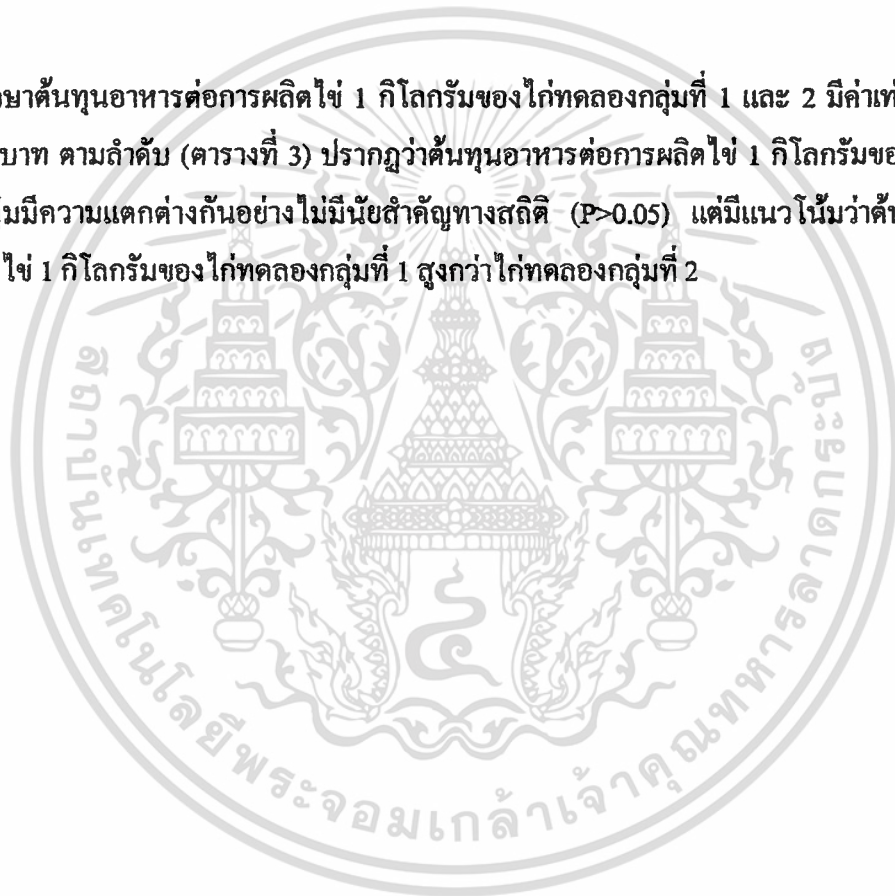 ษาต้นทุนอาหารต่อการผลิตไข่ 1 กิโลกรัมของไก่ทดลองกลุ่มที่ 1 และ 2 มีค่าเท่
บาท ตามลำดับ (ตารางที่ 3) ปรากฏว่าต้นทุนอาหารต่อการผลิตไข่ 1 กิโลกรัมขอ
มมีความแตกต่างกันอย่างไม่มีนัยสำคัญทางสถิติ (P>0.05) แต่มีแนวโน้มว่าต้น
ไข่ 1 กิโลกรัมของไก่ทดลองกลุ่มที่ 1 สูงกว่าไก่ทดลองกลุ่มที่ 2
สถาบันเทคโนโลยีพระจอมเกล้าเจ้าคุณทหารลาดกระบัง